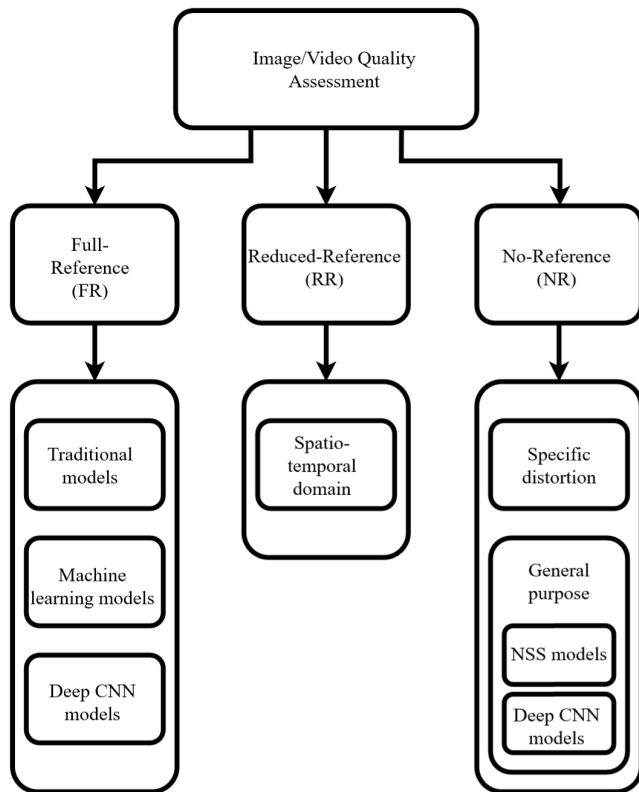 Image/Video Quality
Assessment
Full-
Reference
(FR)
Reduced-Reference
(RR)
No-Reference
(NR)
Traditional
models
Machine
learning models
Deep CNN
models
Spatio-
temporal
domain
Specific
distortion
General
purpose
NSS models
Deep CNN
models